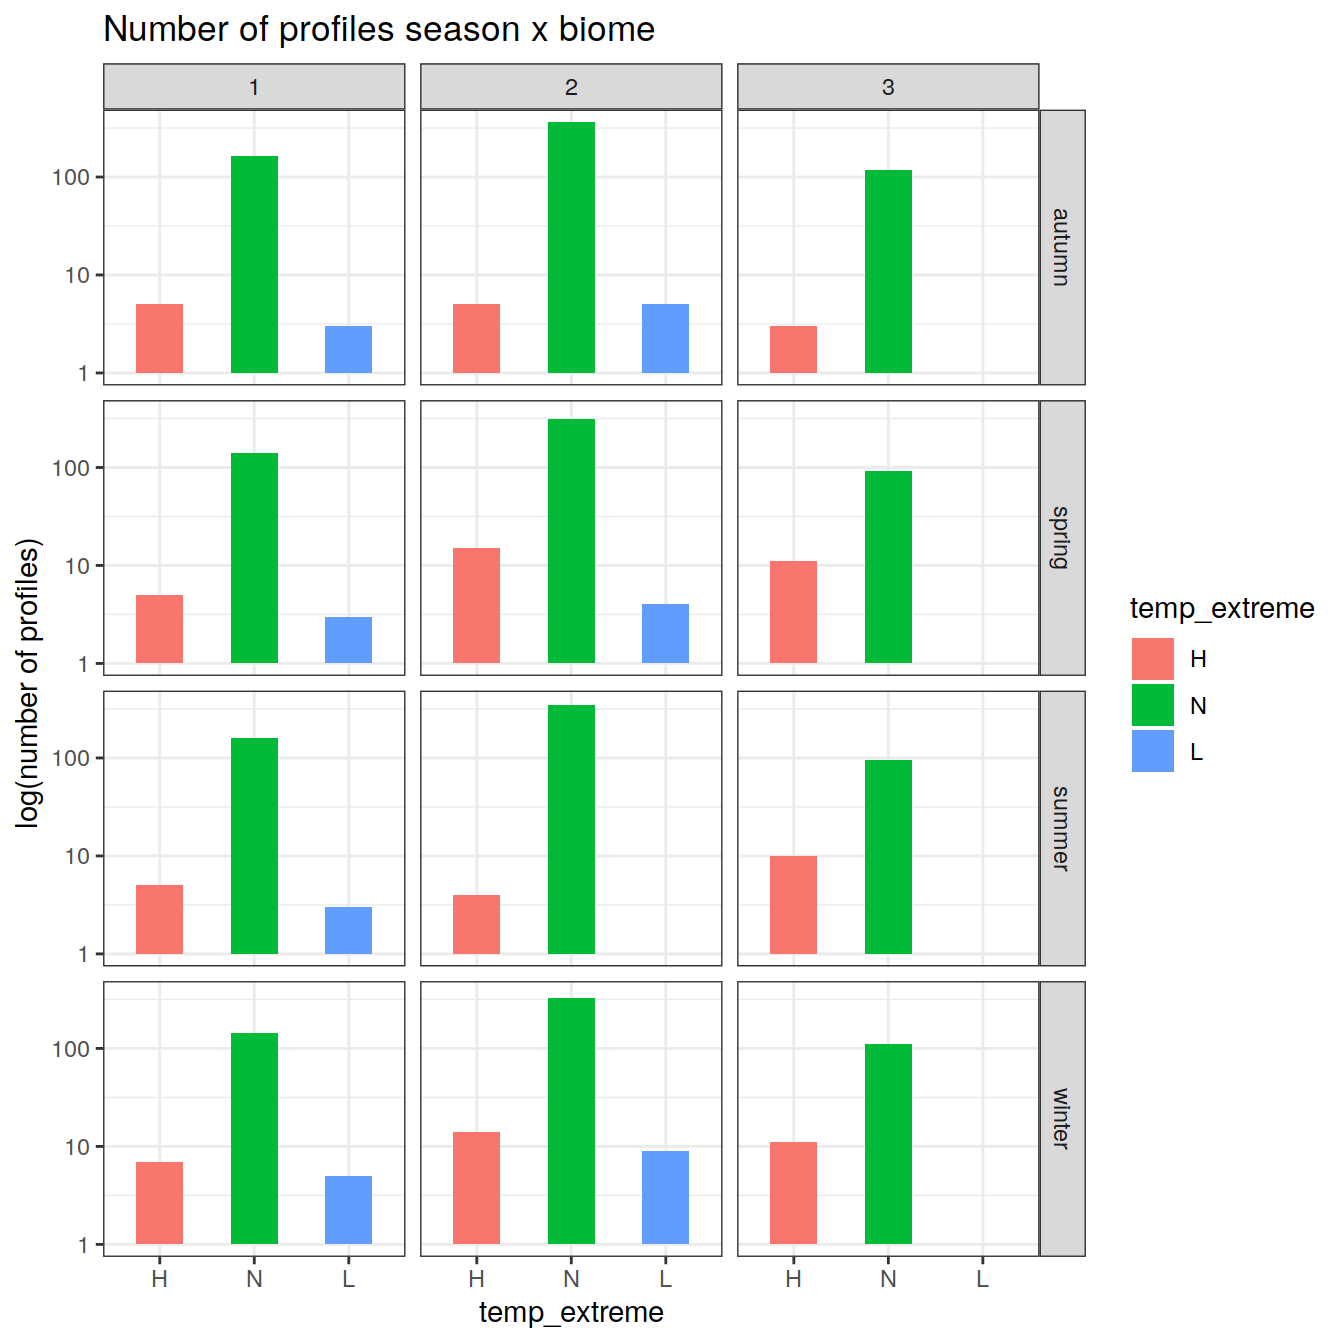 Number of profiles season x biome
1 2 3
100
10
1
autumn
100
10
1
spring
100
10
1
summer
100
10
1
winter
H N L H N L H N L
temp_extreme
log(number of profiles)
temp_extreme
H
N
L